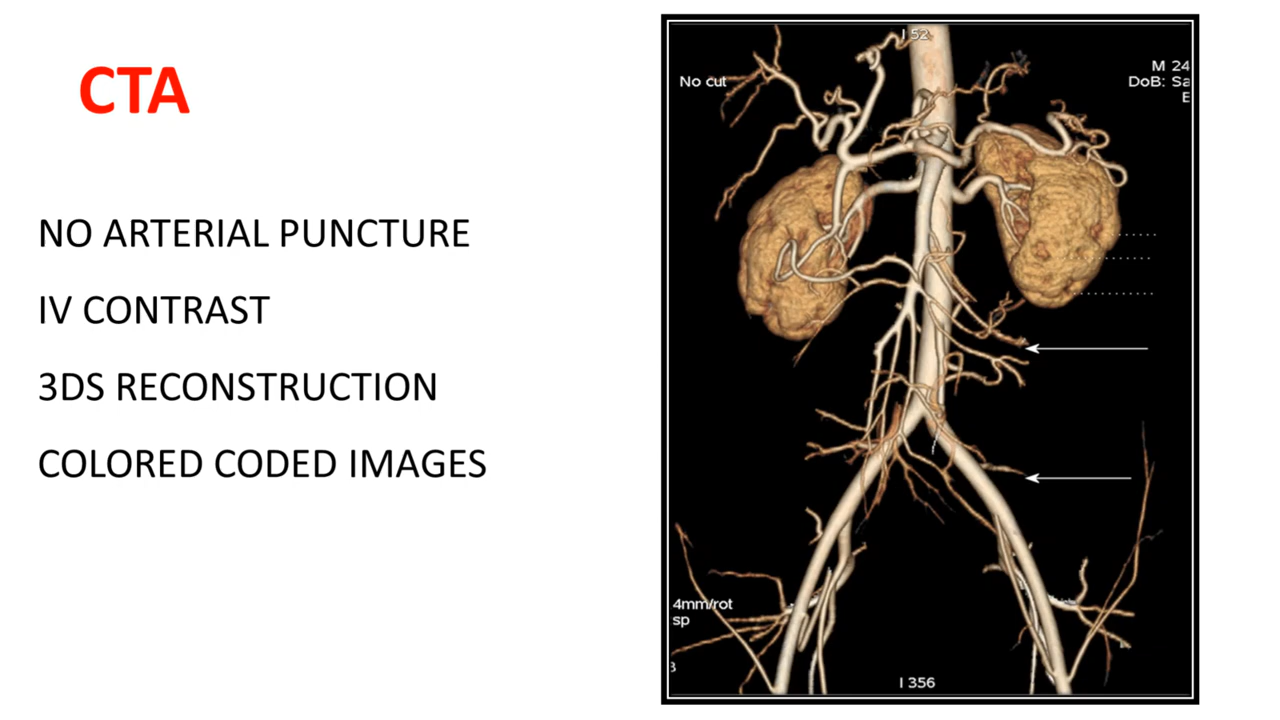 CTA
NO ARTERIAL PUNCTURE
IV CONTRAST
3DS RECONSTRUCTION
COLORED CODED IMAGES
I 52
No cut
M 24
DoB: Sa
E
4mm/rot
sp
3
I 356